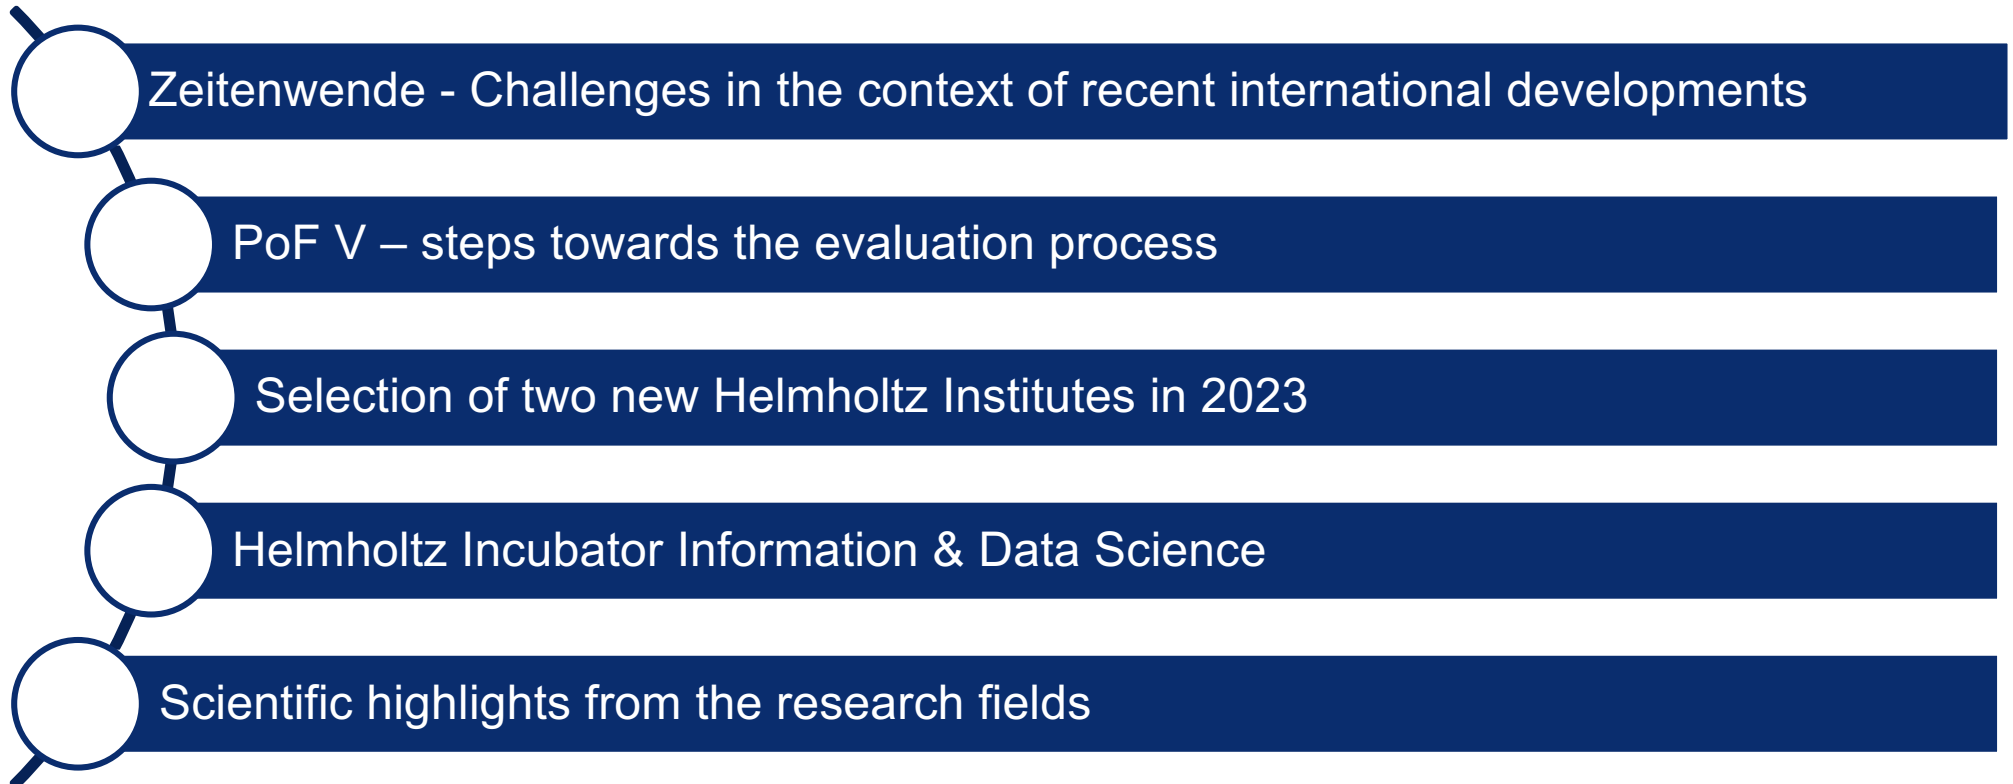 Zeitenwende - Challenges in the context of recent international developments
PoF V – steps towards the evaluation process
Selection of two new Helmholtz Institutes in 2023
Helmholtz Incubator Information & Data Science
Scientific highlights from the research fields